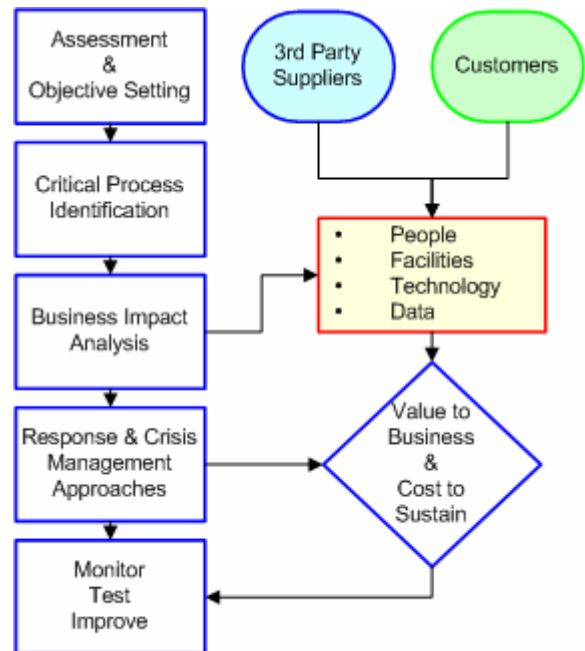 Assessment
&
Objective Setting
3rd Party
Suppliers
Customers
Critical Process
Identification
• People
• Facilities
• Technology
• Data
Business Impact
Analysis
Response & Crisis
Management
Approaches
Value to
Business
&
Cost to
Sustain
Monitor
Test
Improve